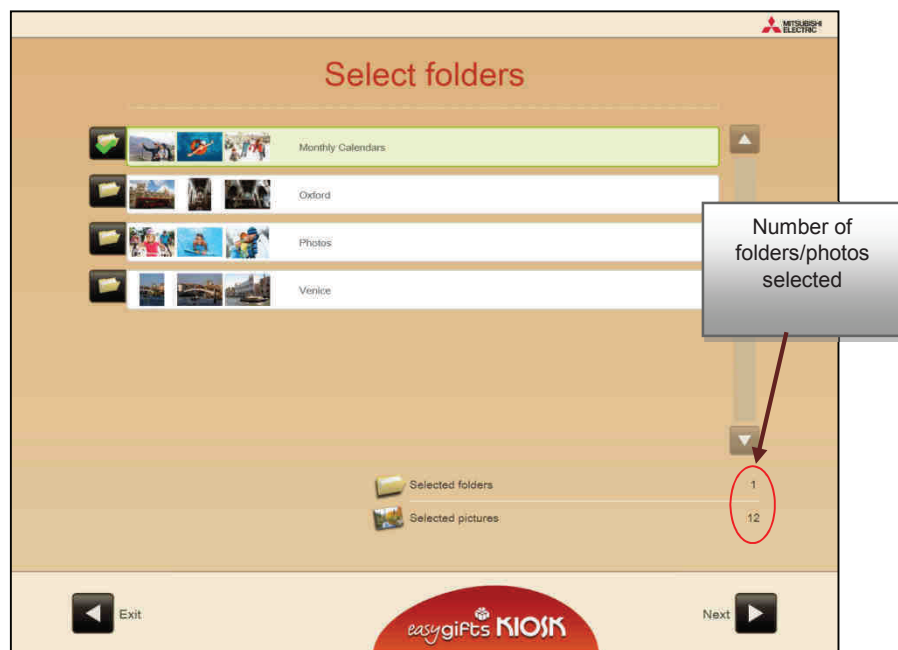 MITSUBISHI
ELECTRIC
Select folders
Monthly Calendars
Oxford
Photos
Venice
Number of
folders/photos
selected
Selected folders 1
Selected pictures 12
Exit
easygifts KIOSK
Next